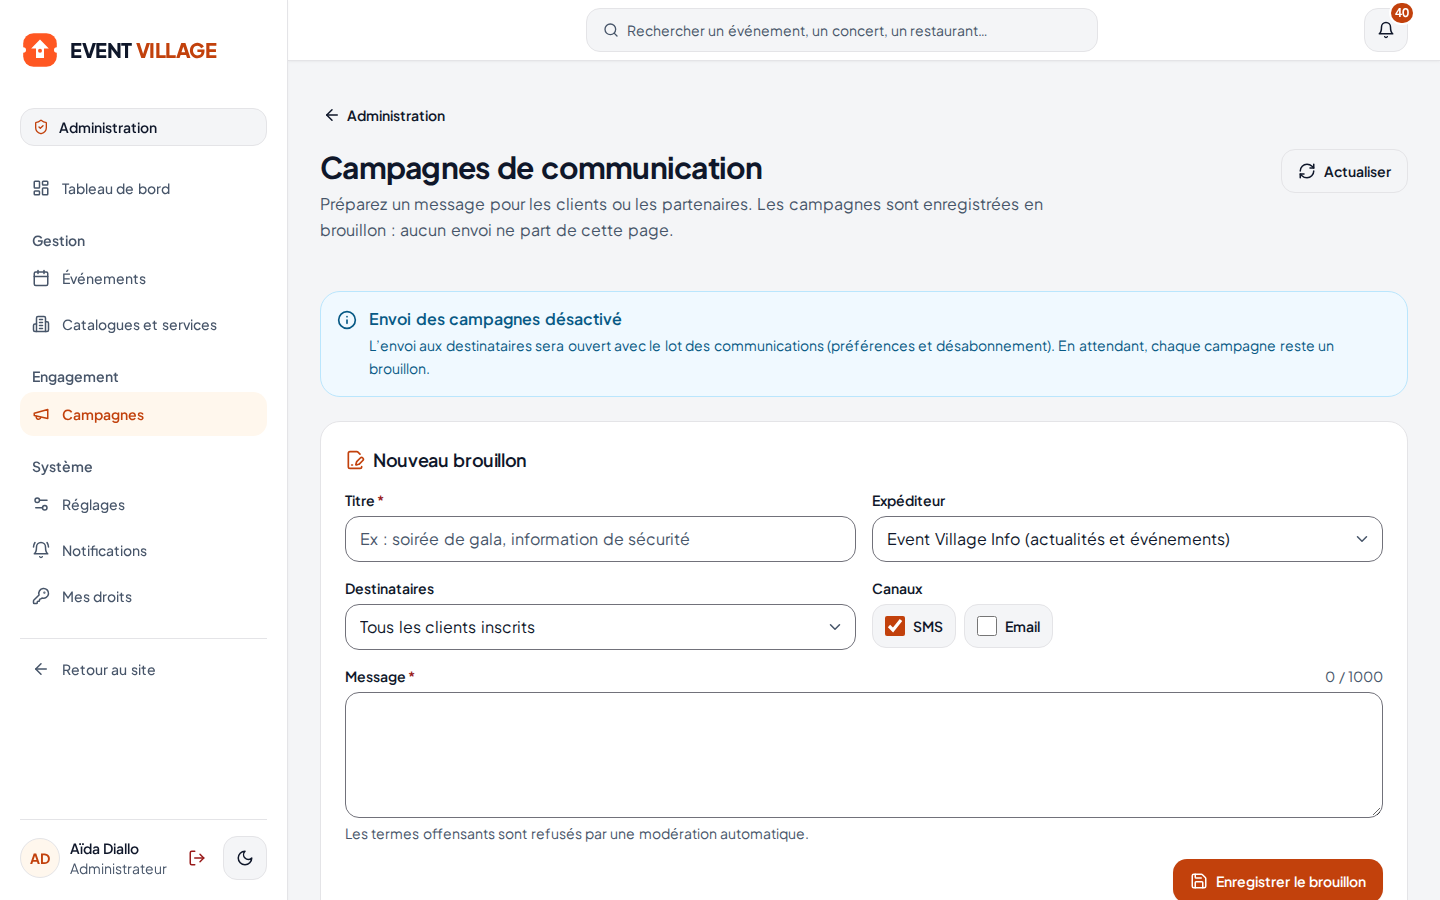 EVENT VILLAGE
Rechercher un événement, un concert, un restaurant…
40
Administration
Tableau de bord
Gestion
Événements
Catalogues et services
Engagement
Campagnes
Système
Réglages
Notifications
Mes droits
Retour au site
AD
Aïda Diallo
Administrateur
Administration
Campagnes de communication
Actualiser
Préparez un message pour les clients ou les partenaires. Les campagnes sont enregistrées en
brouillon : aucun envoi ne part de cette page.
Envoi des campagnes désactivé
L’envoi aux destinataires sera ouvert avec le lot des communications (préférences et désabonnement). En attendant, chaque campagne reste un
brouillon.
Nouveau brouillon
Titre *
Ex : soirée de gala, information de sécurité
Expéditeur
Event Village Info (actualités et événements)
Destinataires
Tous les clients inscrits
Canaux
SMS
Email
Message *
0 / 1000
Les termes offensants sont refusés par une modération automatique.
Enregistrer le brouillon